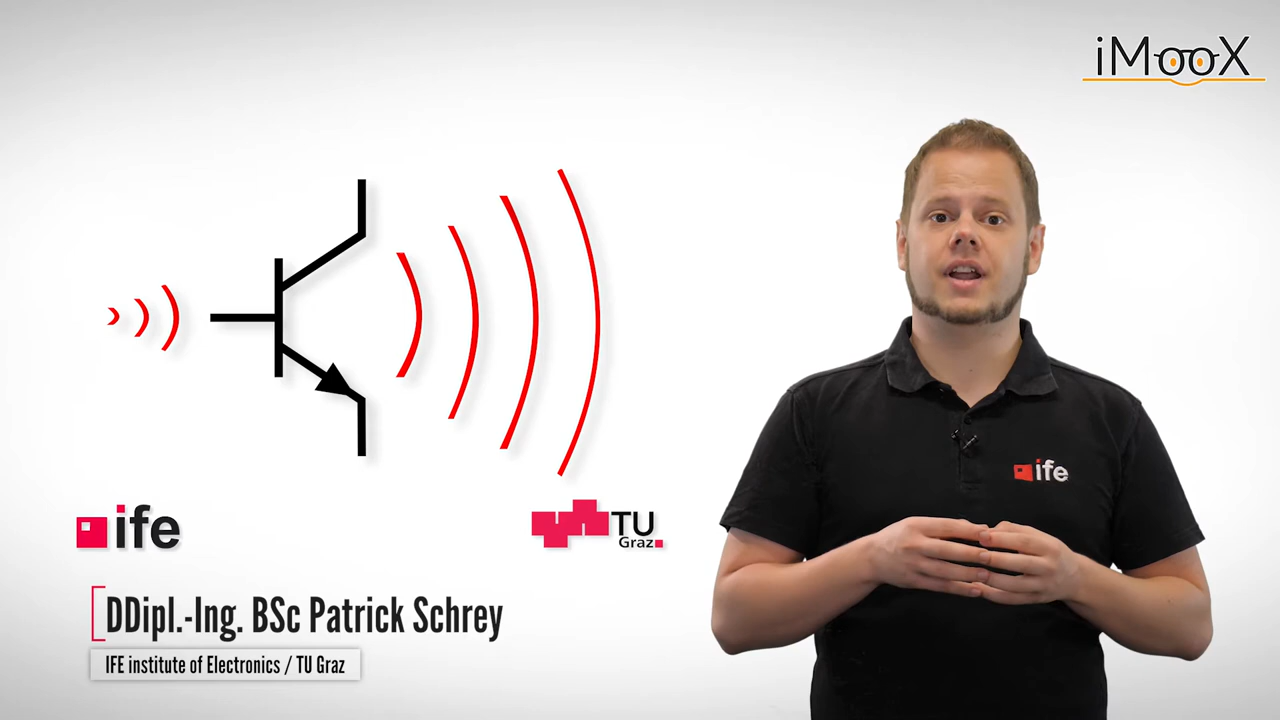 iMooX
ife
ife
TU
Graz
DDipl.-Ing. BSc Patrick Schrey
IFE institute of Electronics / TU Graz